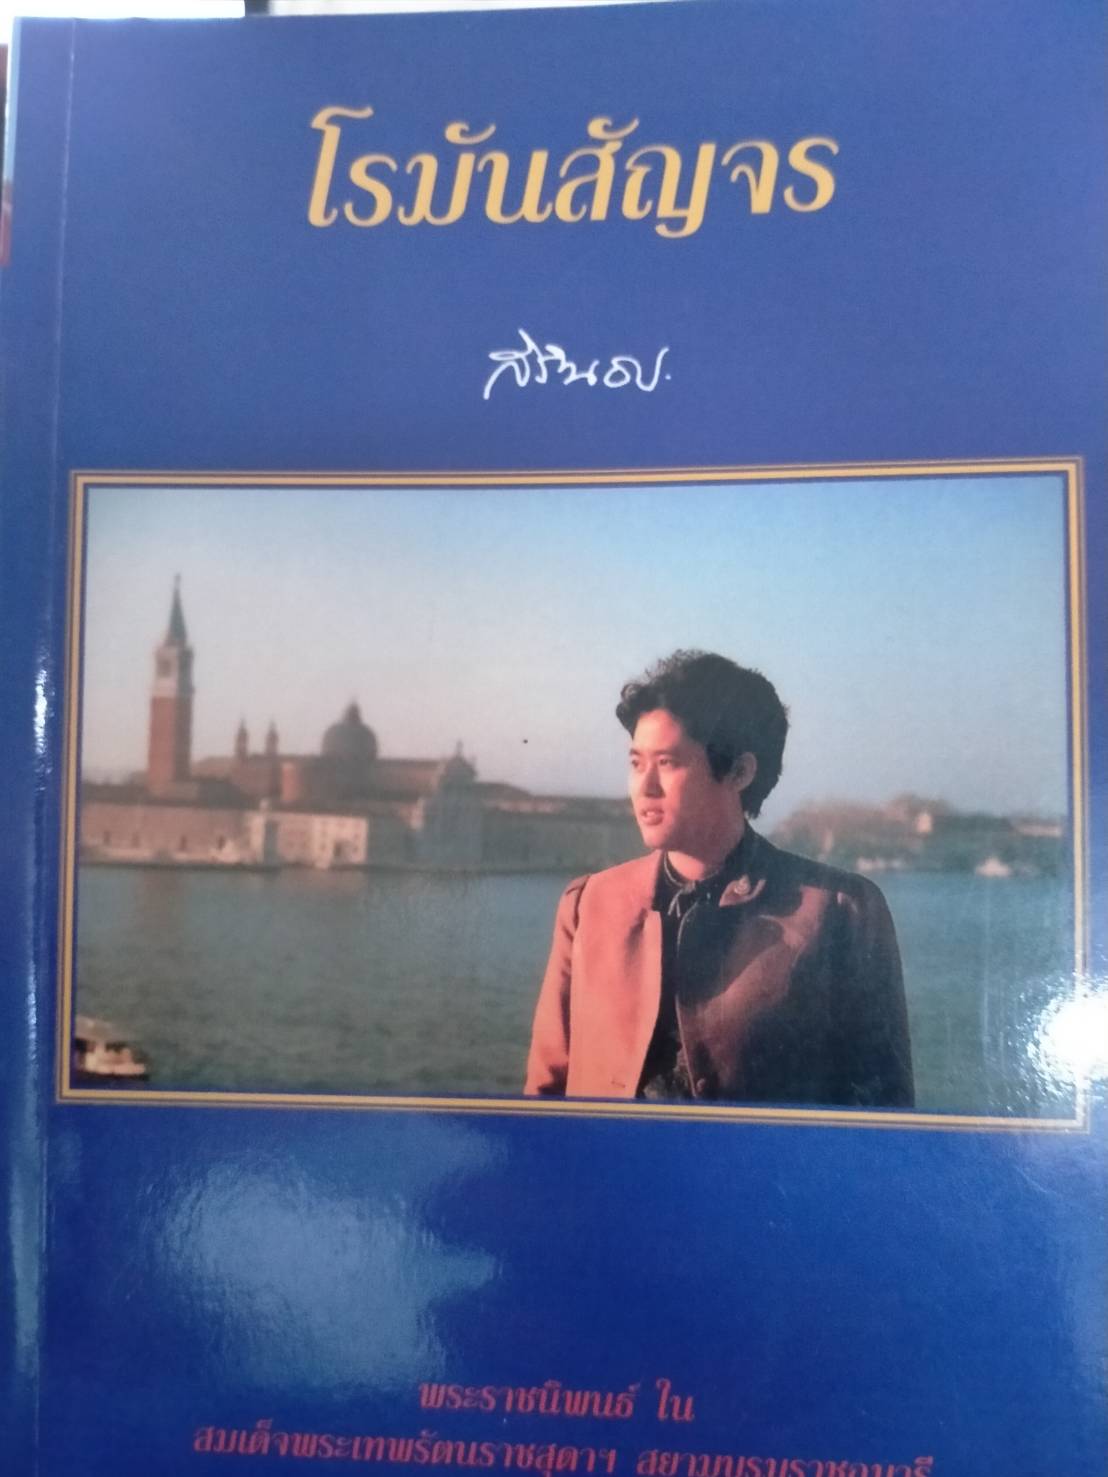 โรมันสัญจร
สิรินธร
พระราชนิพนธ์ ใน
สมเด็จพระเทพรัตนราชสุดาฯ สยามบรมราชกุมารี